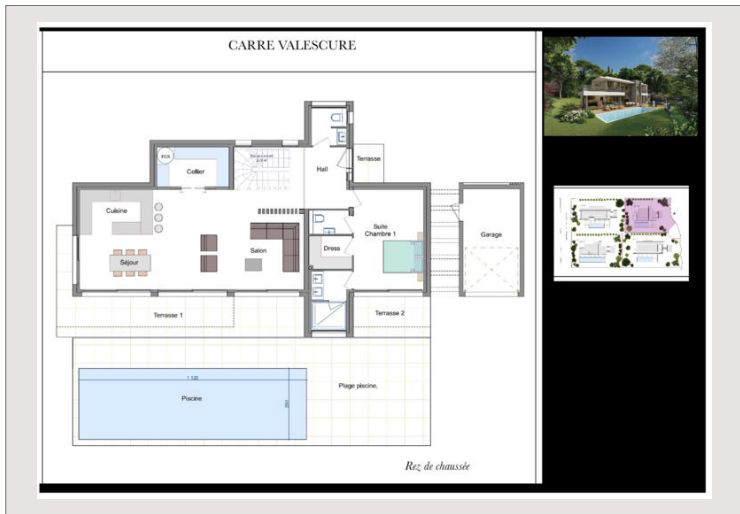 CARRE VALESCURE
Hall
Terrasse
Cellier
Cuisine
Suite
Chambre 1
Garage
Salon
Dress
Séjour
Terrasse 1
Terrasse 2
Piscine
Plage piscine,
Rez de chaussée